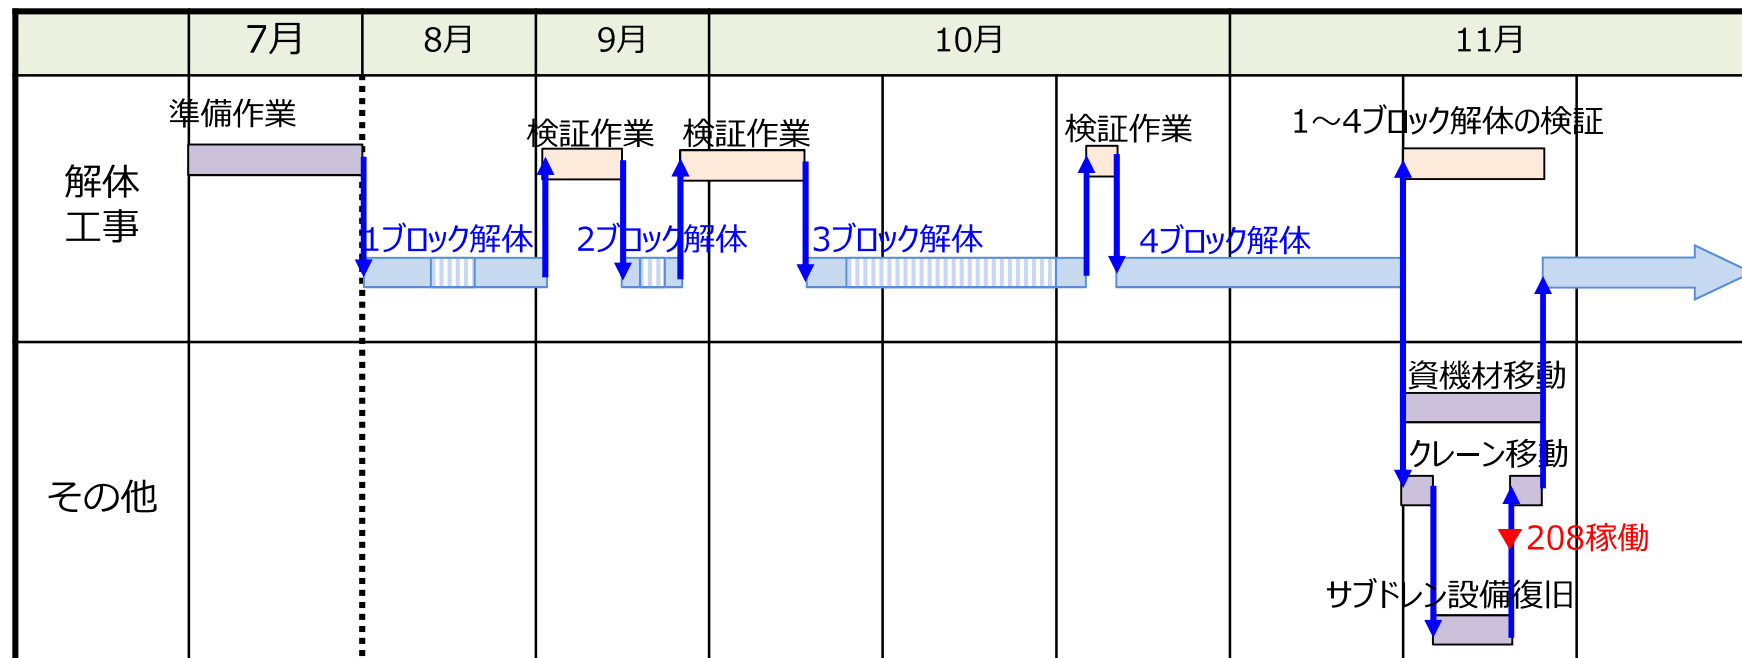 7月
8月
9月
10月
11月
準備作業
検証作業
検証作業
検証作業
1～4ブロック解体の検証
解体
工事
1ブロック解体
2ブロック解体
3ブロック解体
4ブロック解体
資機材移動
クレーン移動
その他
208稼働
サブドレン設備復旧